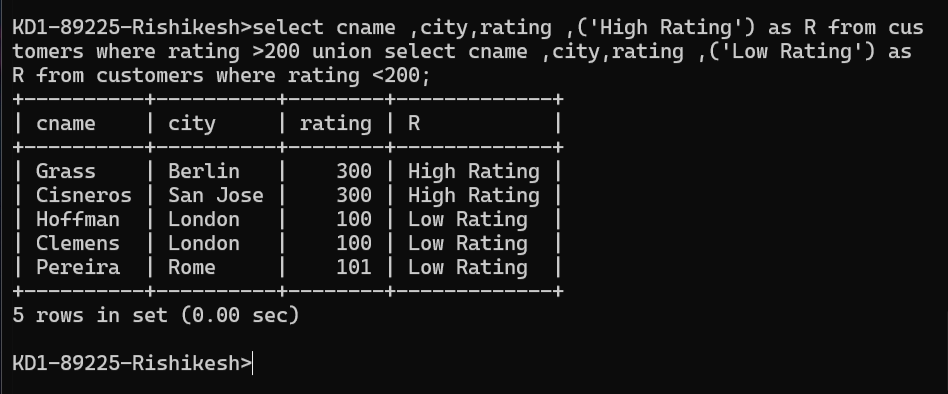 KD1-89225-Rishikesh>select cname ,city,rating ,('High Rating') as R from cus
tomers where rating >200 union select cname ,city,rating ,('Low Rating') as
R from customers where rating <200;
+----------+----------+--------+-------------+
| cname    | city     | rating | R           |
+----------+----------+--------+-------------+
| Grass    | Berlin   |    300 | High Rating |
| Cisneros | San Jose |    300 | High Rating |
| Hoffman  | London   |    100 | Low Rating  |
| Clemens  | London   |    100 | Low Rating  |
| Pereira  | Rome     |    101 | Low Rating  |
+----------+----------+--------+-------------+
5 rows in set (0.00 sec)
KD1-89225-Rishikesh>